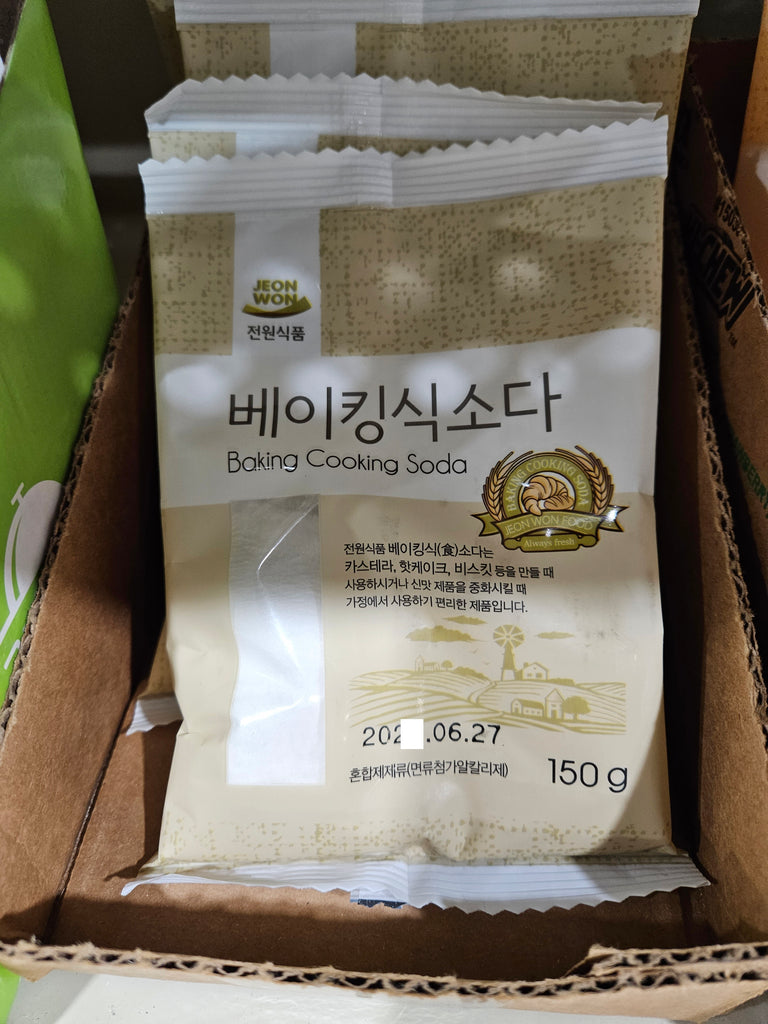 JEON
WON
전원식품
베이킹식소다
Baking Cooking Soda
BAKING COOKING SODA
JEON WON FOOD
Always fresh
전원식품 베이킹식(食)소다는
카스테라, 핫케이크, 비스킷 등을 만들 때
사용하시거나 신맛 제품을 중화시킬 때
가정에서 사용하기 편리한 제품입니다.
.06.27
혼합제제류(면류첨가알칼리제)
150 g